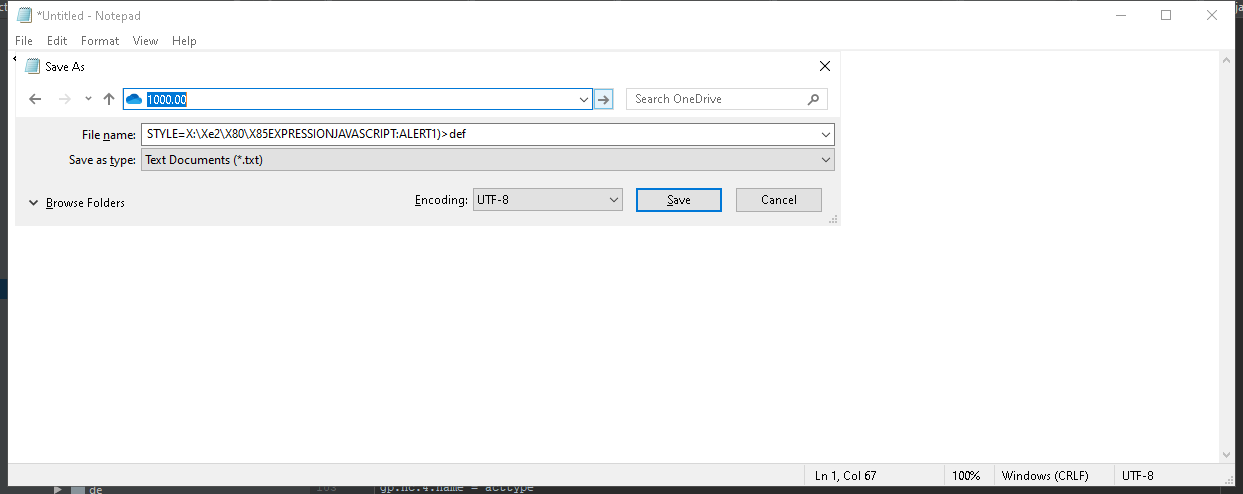 *Untitled - Notepad
File Edit Format View Help
Save As
1000.00
Search OneDrive
File name: STYLE=X:\Xe2\X80\X85EXPRESSIONJAVASCRIPT:ALERT1)>def
Save as type: Text Documents (*.txt)
Browse Folders
Encoding: UTF-8
Save
Cancel
Ln 1, Col 67
100%
Windows (CRLF)
UTF-8
de
gp.nc.4.name = acttype